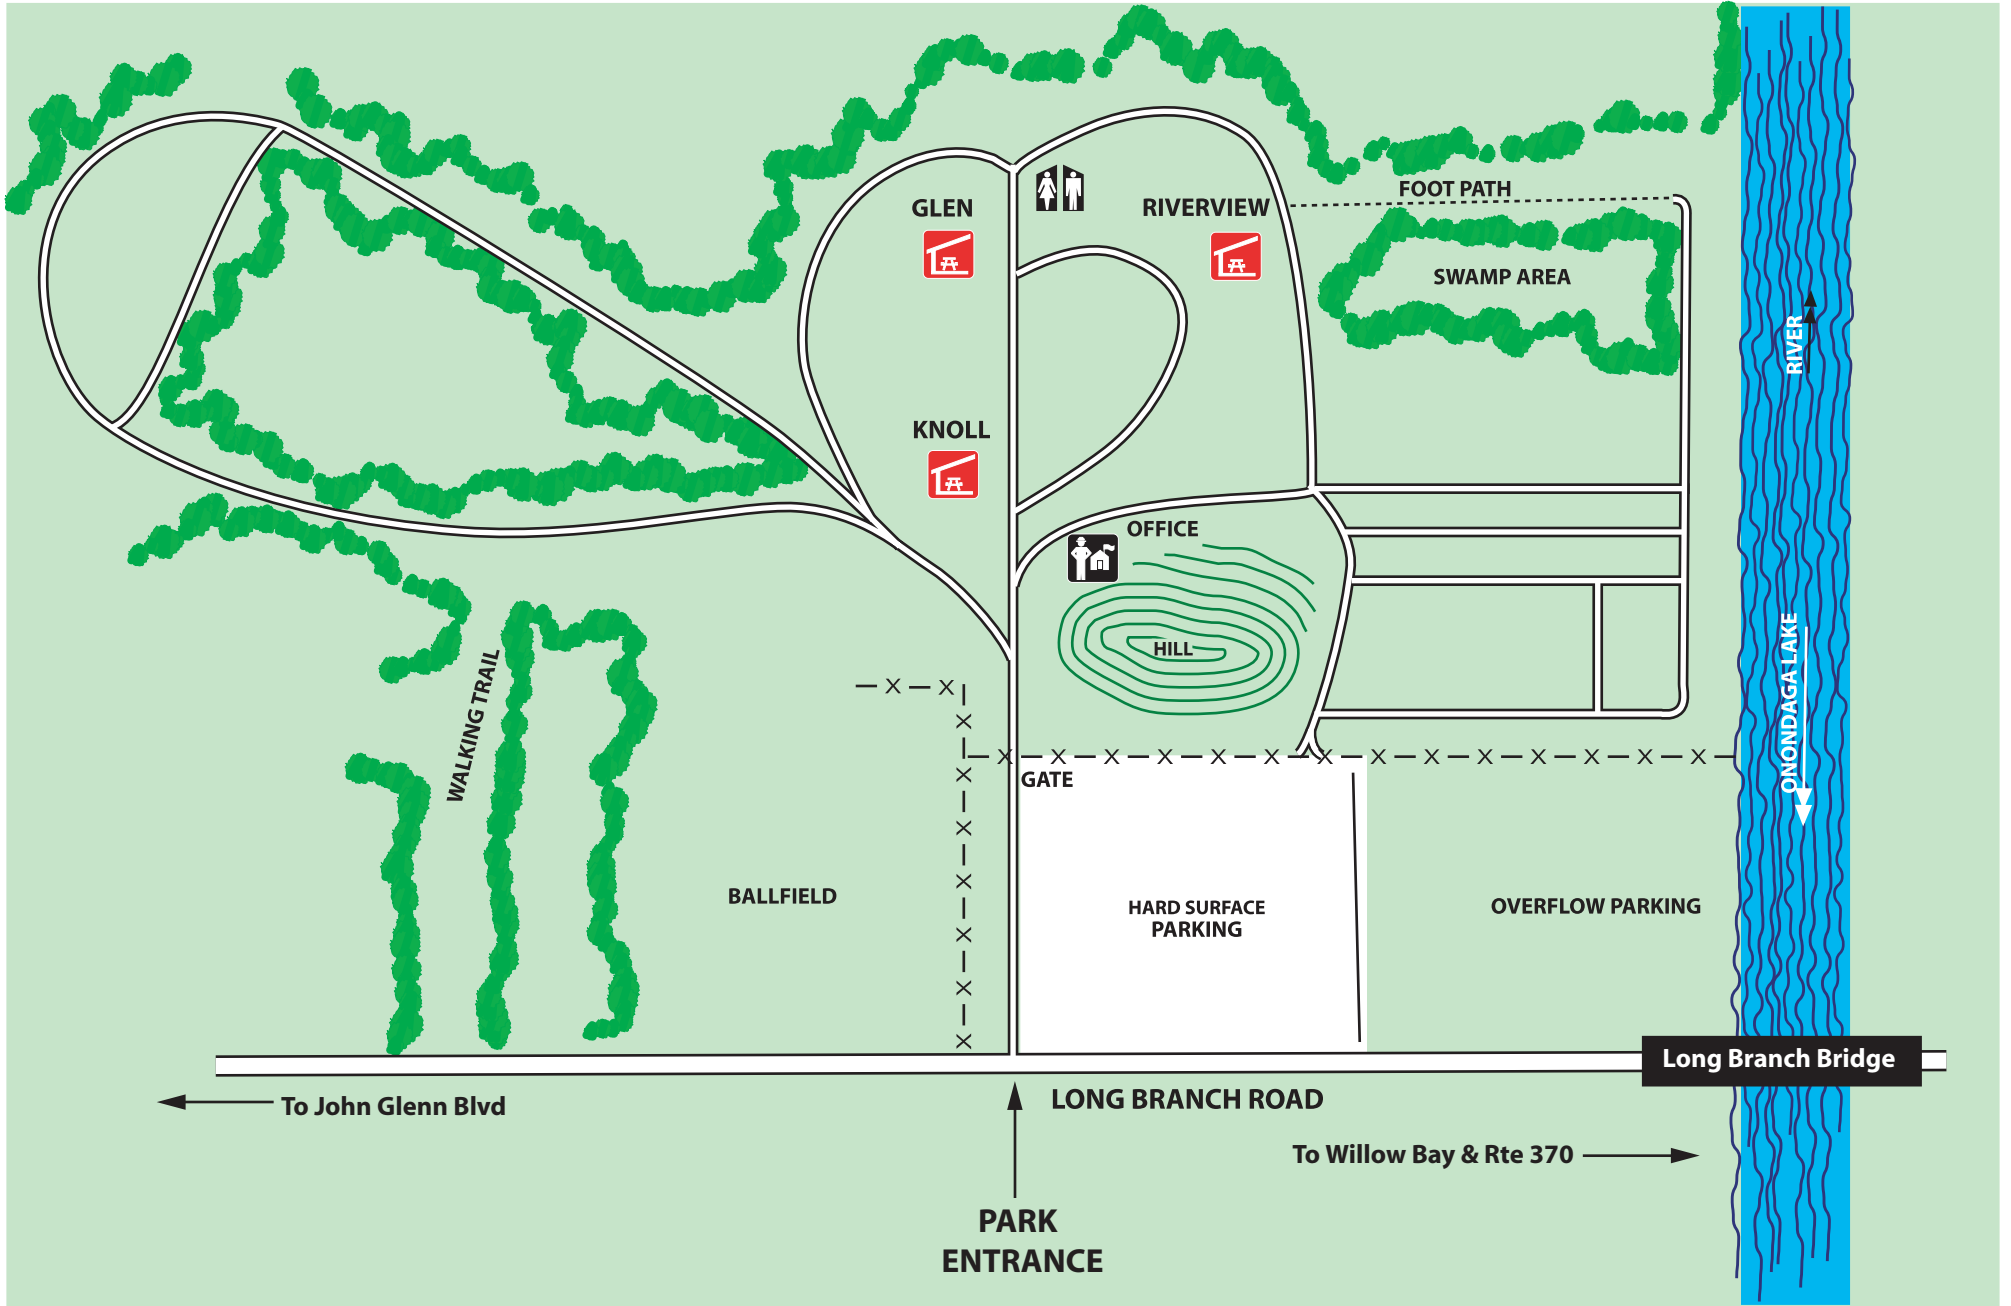 FOOT PATH
GLEN
RIVERVIEW
SWAMP AREA
RIVER
KNOLL
OFFICE
HILL
WALKING TRAIL
ONONDAGA LAKE
GATE
BALLFIELD
HARD SURFACE
PARKING
OVERFLOW PARKING
Long Branch Bridge
To John Glenn Blvd
LONG BRANCH ROAD
To Willow Bay & Rte 370
PARK
ENTRANCE